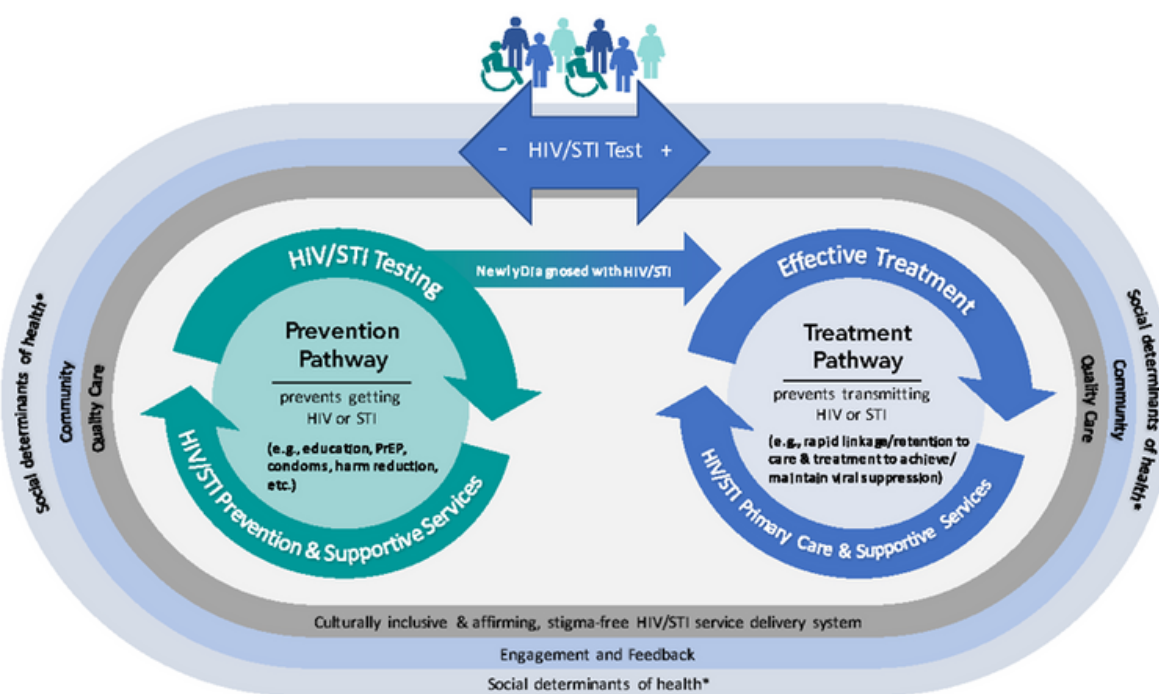 - HIV/STI Test +
HIV/STI Testing
Newly Diagnosed with HIV/STI
Effective Treatment
Prevention
Pathway
prevents getting
HIV or STI
(e.g., education, PrEP,
condoms, harm reduction,
etc.)
HIV/STI Prevention & Supportive Services
Treatment
Pathway
prevents transmitting
HIV or STI
(e.g., rapid linkage/retention to
care & treatment to achieve/
maintain viral suppression)
HIV/STI Primary Care & Supportive Services
Social determinants of health*
Community
Quality Care
Quality Care
Community
Social determinants of health*
Culturally inclusive & affirming, stigma-free HIV/STI service delivery system
Engagement and Feedback
Social determinants of health*